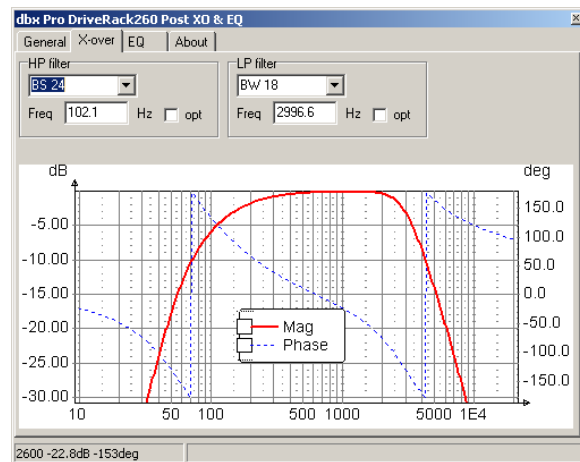 dbx Pro DriveRack260 Post XO & EQ
General X-over EQ About
HP filter LP filter
BS 24 BW 18
Freq 102.1 Hz opt Freq 2996.6 Hz opt
dB deg
150.0
-5.00
100.0
-10.00 50.0
-15.00 0.0
-20.00 -50.0
Mag
Phase
-25.00 -100.0
-150.0
-30.00
10 50 100 500 1000 5000 1E4
2600 -22.8dB -153deg